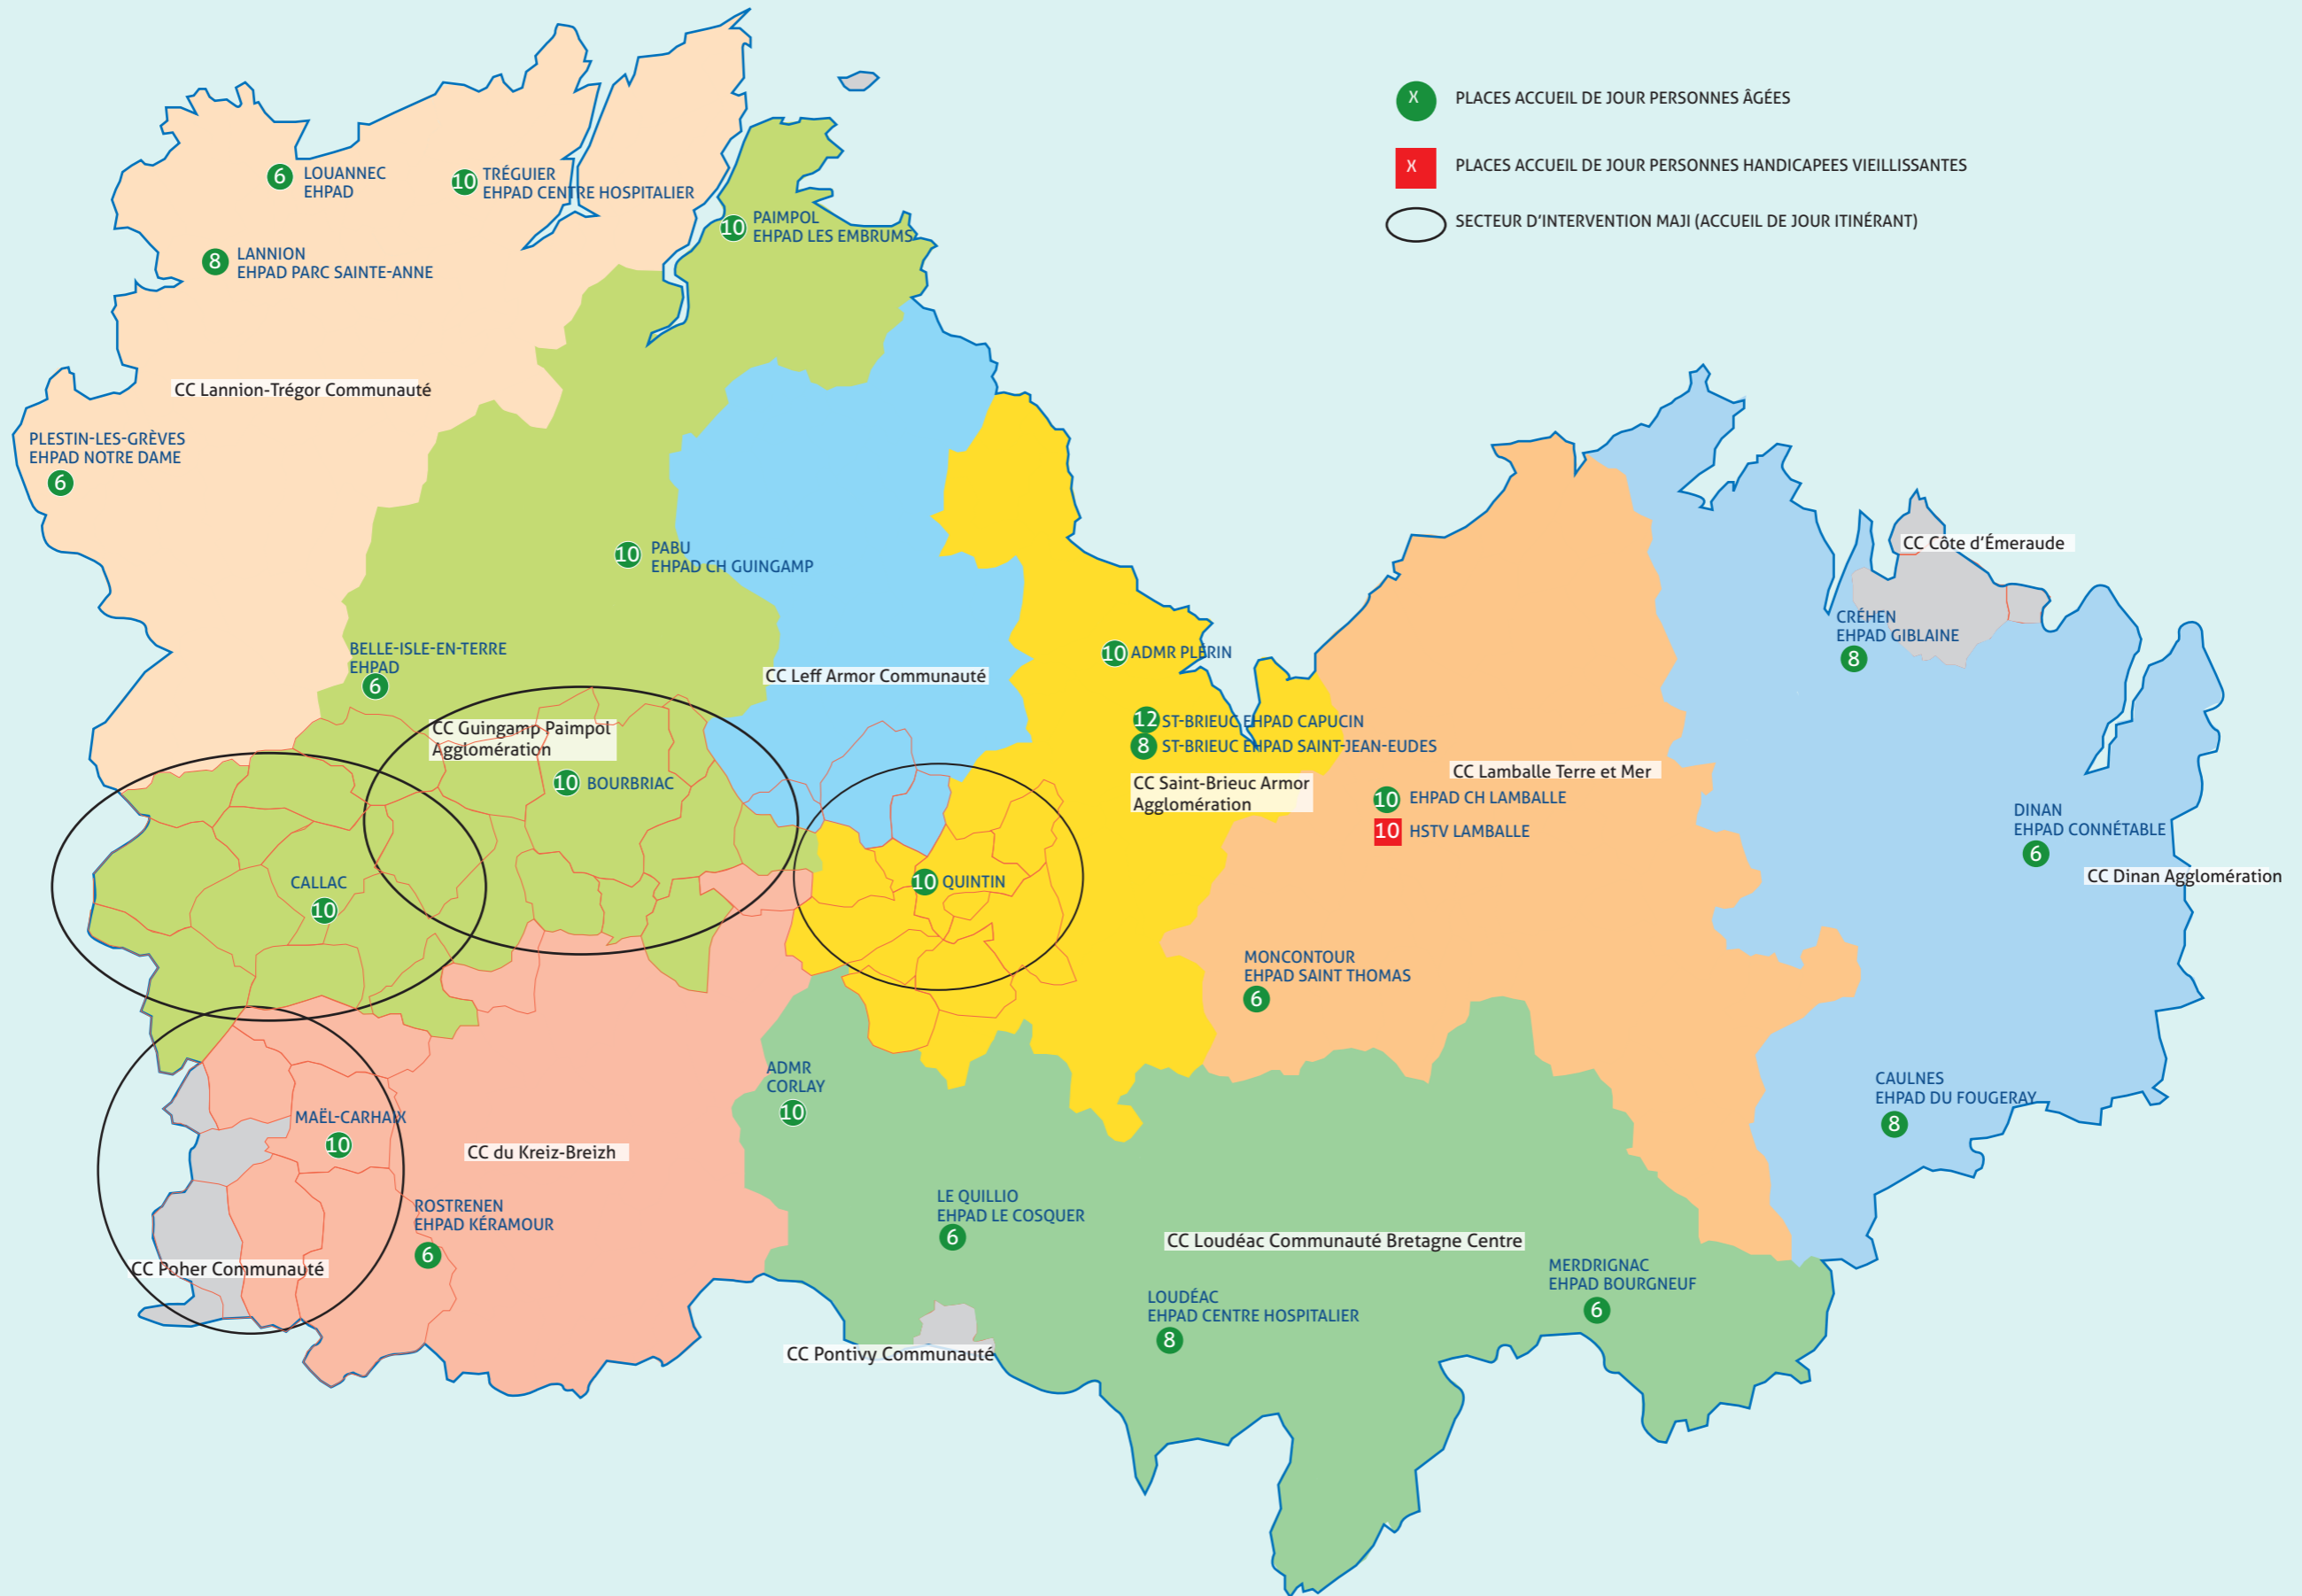 X PLACES ACCUEIL DE JOUR PERSONNES ÂGÉES
X PLACES ACCUEIL DE JOUR PERSONNES HANDICAPEES VIEILLISSANTES
SECTEUR D'INTERVENTION MAJI (ACCUEIL DE JOUR ITINÉRANT)
6 LOUANNEC
EHPAD
10 TRÉGUIER
EHPAD CENTRE HOSPITALIER
10 PAIMPOL
EHPAD LES EMBRUMS
8 LANNION
EHPAD PARC SAINTE-ANNE
CC Lannion-Trégor Communauté
PLESTIN-LES-GRÈVES
EHPAD NOTRE DAME
6
10 PABU
EHPAD CH GUINGAMP
CC Côte d'Émeraude
CRÉHEN
EHPAD GIBLAINE
8
BELLE-ISLE-EN-TERRE
EHPAD
6
10 ADMR PLERIN
CC Leff Armor Communauté
12 ST-BRIEUC EHPAD CAPUCIN
8 ST-BRIEUC EHPAD SAINT-JEAN-EUDES
CC Guingamp Paimpol
Agglomération
10 BOURBRIAC
CC Saint-Brieuc Armor
Agglomération
CC Lamballe Terre et Mer
10 EHPAD CH LAMBALLE
10 HSTV LAMBALLE
DINAN
EHPAD CONNÉTABLE
6
CC Dinan Agglomération
CALLAC
10
10 QUINTIN
MONCONTOUR
EHPAD SAINT THOMAS
6
ADMR
CORLAY
10
CAULNES
EHPAD DU FOUGERAY
8
MAËL-CARHAIX
10
CC du Kreiz-Breizh
ROSTRENEN
EHPAD KÉRAMOUR
6
LE QUILLIO
EHPAD LE COSQUER
6
CC Loudéac Communauté Bretagne Centre
CC Poher Communauté
MERDRIGNAC
EHPAD BOURGNEUF
6
LOUDÉAC
EHPAD CENTRE HOSPITALIER
8
CC Pontivy Communauté